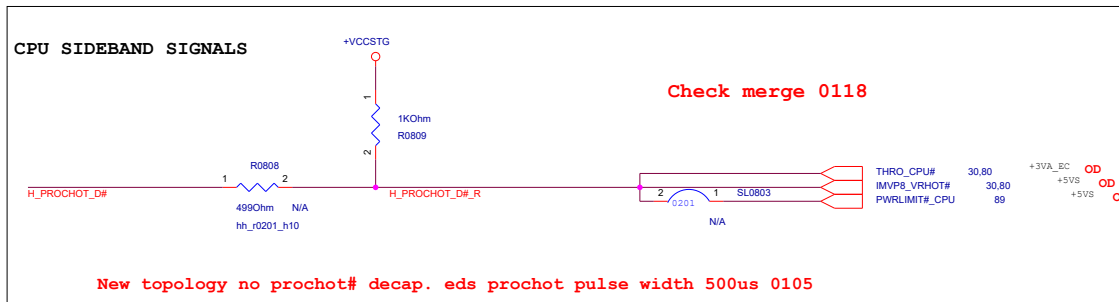 CPU SIDEBAND SIGNALS
+VCCSTG
Check merge 0118
1
1KOhm
R0809
2
R0808
1
2
H_PROCHOT_D#
499Ohm N/A
hh_r0201_h10
H_PROCHOT_D#_R
2
1
SL0803
0201
N/A
THRO_CPU# 30,80
IMVP8_VRHOT# 30,80
PWRLIMIT#_CPU 89
+3VA_EC OD
+5VS OD
+5VS
New topology no prochot# decap. eds prochot pulse width 500us 0105